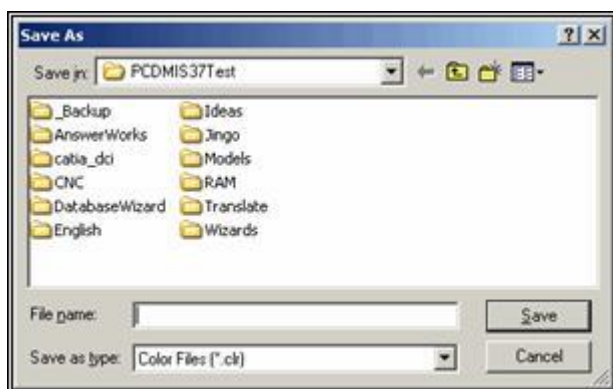 Save As
Save in: PCDMIS37Test
_Backup
AnswerWorks
catia_dci
CNC
DatabaseWizard
English
Ideas
Jingo
Models
RAM
Translate
Wizards
File name:
Save
Save as type: Color Files (*.clr)
Cancel